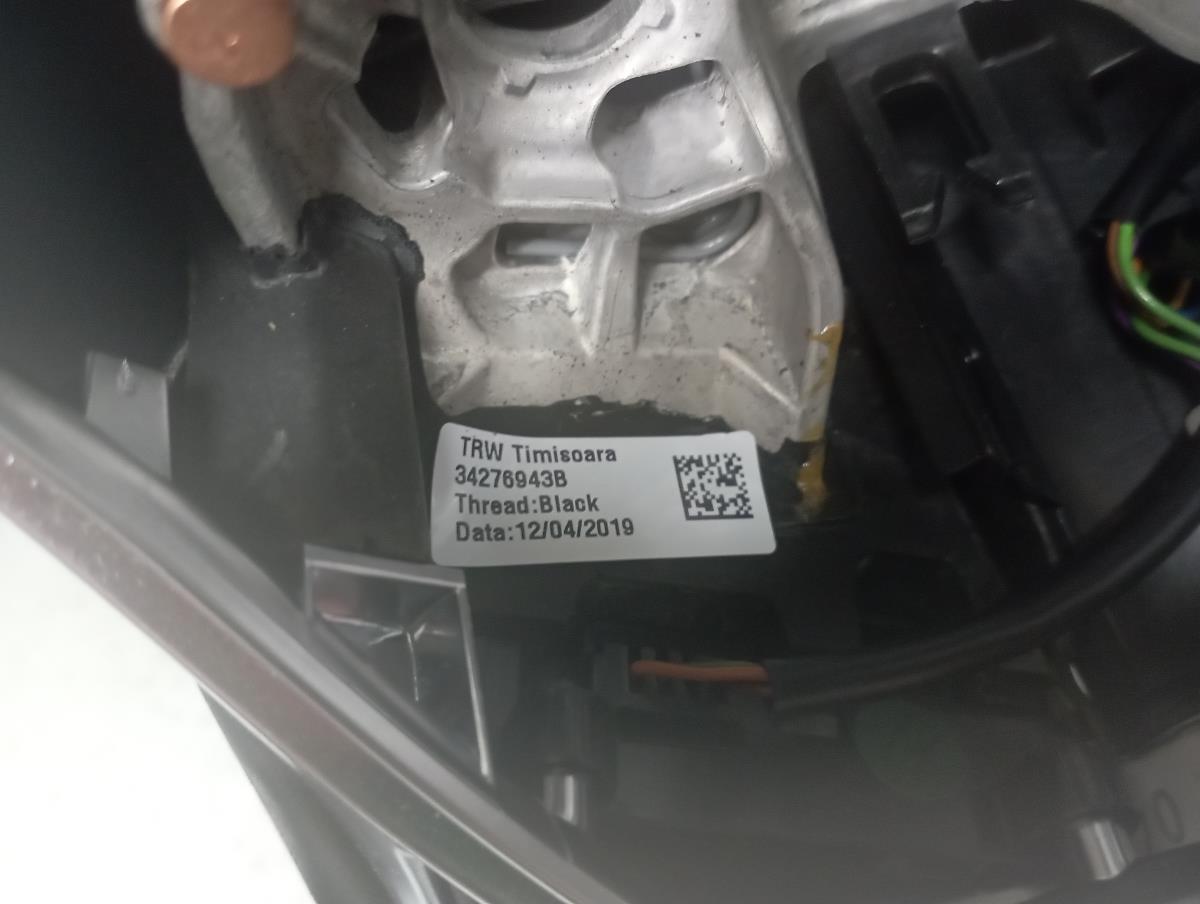 TRW Timisoara
34276943B
Thread:Black
Data:12/04/2019